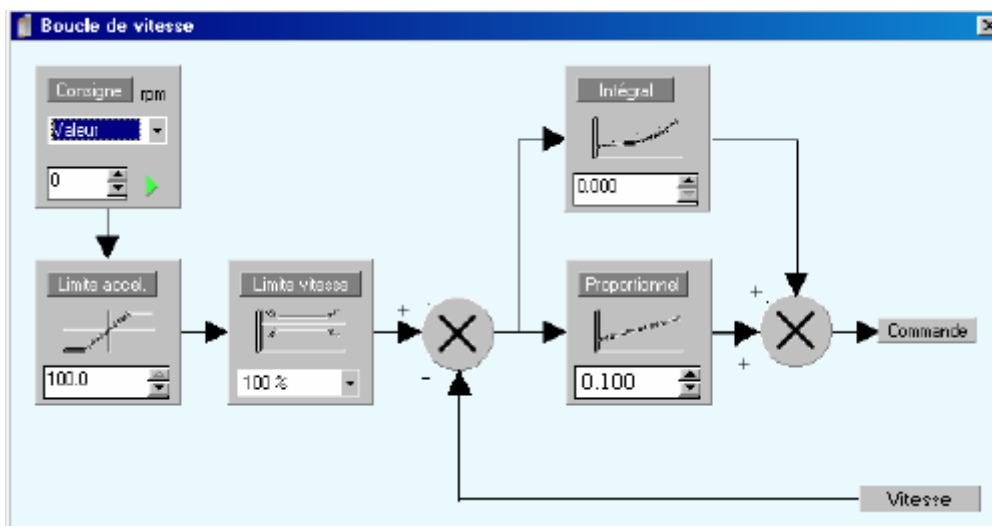 Boucle de vitesse
Consigne
rpm
Valeur
0
Intégral
0.000
Limite accel.
100.0
Limite vitesse
100 %
+
-
Proportionnel
0.100
+
+
Commande
Vitesse